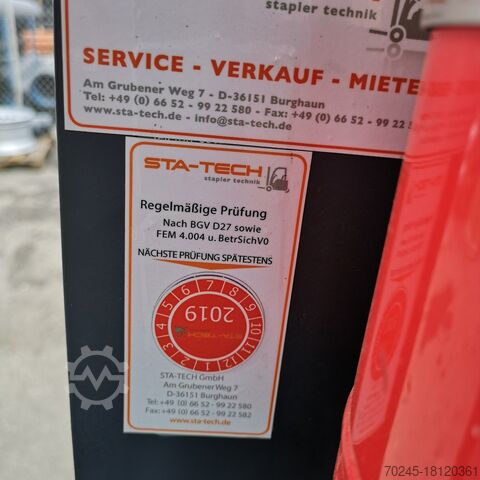 stapler technik
SERVICE - VERKAUF - MIETE
Am Grubener Weg 7 - D-36151 Burghaun
Tel: +49 (0) 66 52 - 99 22 580 - Fax: +49 (0) 66 52 - 99 22 5
www.sta-tech.de - info@sta-tech.de
STA-TECH
stapler technik
Regelmäßige Prüfung
Nach BGV D27 sowie
FEM 4.004 u. BetrSichV0
NÄCHSTE PRÜFUNG SPÄTESTENS
1 2 3 4 5 6 7 8 9 10 11 12
2019
STA-TECH
STA-TECH GmbH
Am Grubener Weg 7
D-36151 Burghaun
Tel: +49 (0) 66 52 - 99 22 580
Fax: +49 (0) 66 52 - 99 22 582
www.sta-tech.de
70245-18120361